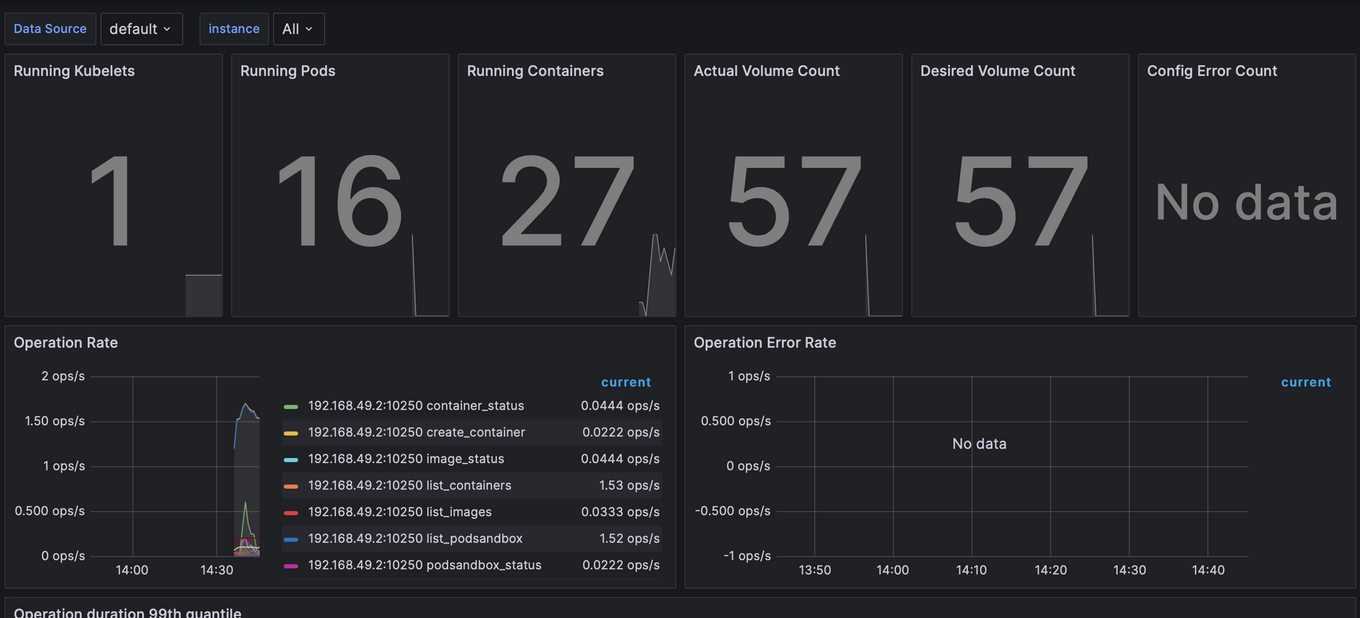 Data Source default instance All
Running Kubelets
1
Running Pods
16
Running Containers
27
Actual Volume Count
57
Desired Volume Count
57
Config Error Count
No data
Operation Rate
2 ops/s
1.50 ops/s
1 ops/s
0.500 ops/s
0 ops/s
14:00 14:30
current
192.168.49.2:10250 container_status 0.0444 ops/s
192.168.49.2:10250 create_container 0.0222 ops/s
192.168.49.2:10250 image_status 0.0444 ops/s
192.168.49.2:10250 list_containers 1.53 ops/s
192.168.49.2:10250 list_images 0.0333 ops/s
192.168.49.2:10250 list_podsandbox 1.52 ops/s
192.168.49.2:10250 podsandbox_status 0.0222 ops/s
Operation Error Rate
1 ops/s
0.500 ops/s
0 ops/s
-0.500 ops/s
-1 ops/s
No data
13:50 14:00 14:10 14:20 14:30 14:40
current
Operation duration 99th quantile